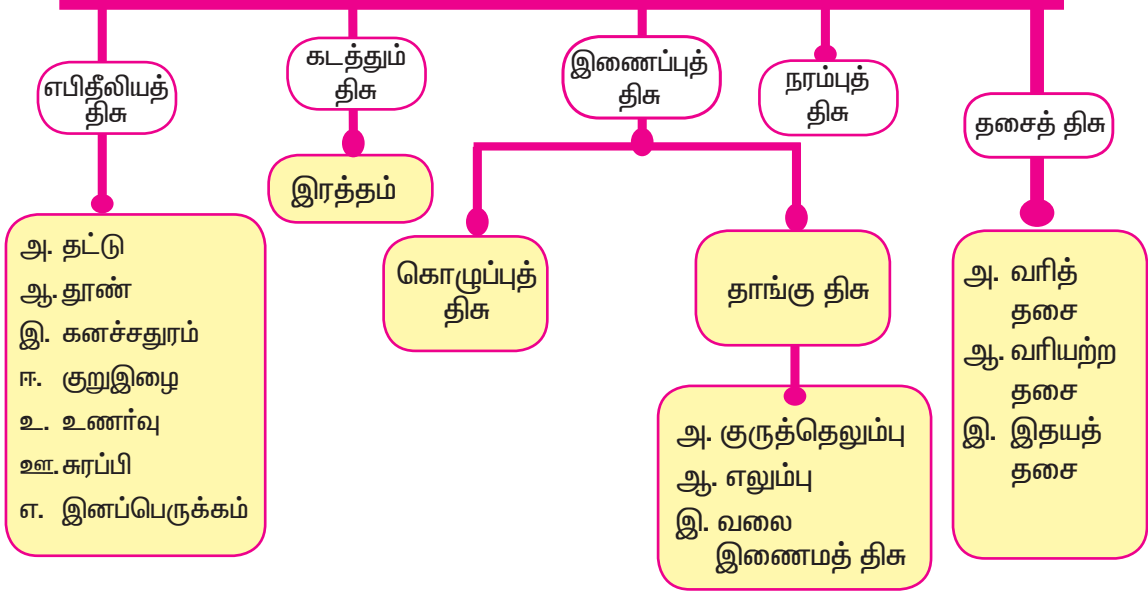 எபிதீலியத்
திசு
கடத்தும்
திசு
இணைப்புத்
திசு
நரம்புத்
திசு
தசைத் திசு
இரத்தம்
அ. தட்டு
ஆ. தூண்
இ. கனச்சதுரம்
ஈ. குறுஇழை
உ. உணர்வு
ஊ. சுரப்பி
எ. இனப்பெருக்கம்
கொழுப்புத்
திசு
தாங்கு திசு
அ. குருத்தெலும்பு
ஆ. எலும்பு
இ. வலை
இணைமத் திசு
அ. வரித்
தசை
ஆ. வரியற்ற
தசை
இ. இதயத்
தசை